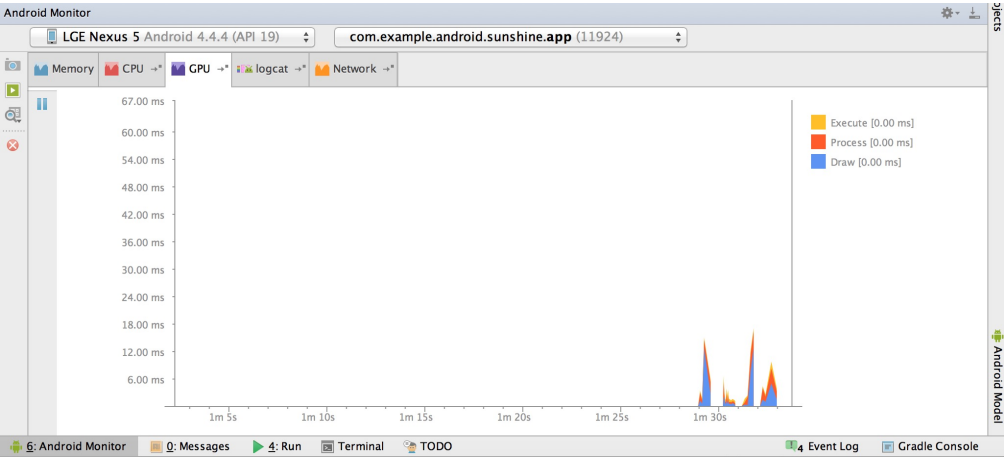 Android Monitor
LGE Nexus 5 Android 4.4.4 (API 19) com.example.android.sunshine.app (11924)
Memory CPU GPU logcat Network
67.00 ms
60.00 ms
54.00 ms
48.00 ms
42.00 ms
36.00 ms
30.00 ms
24.00 ms
18.00 ms
12.00 ms
6.00 ms
1m 5s 1m 10s 1m 15s 1m 20s 1m 25s 1m 30s
Execute [0.00 ms]
Process [0.00 ms]
Draw [0.00 ms]
Android Model
6: Android Monitor 0: Messages 4: Run Terminal TODO 4 Event Log Gradle Console